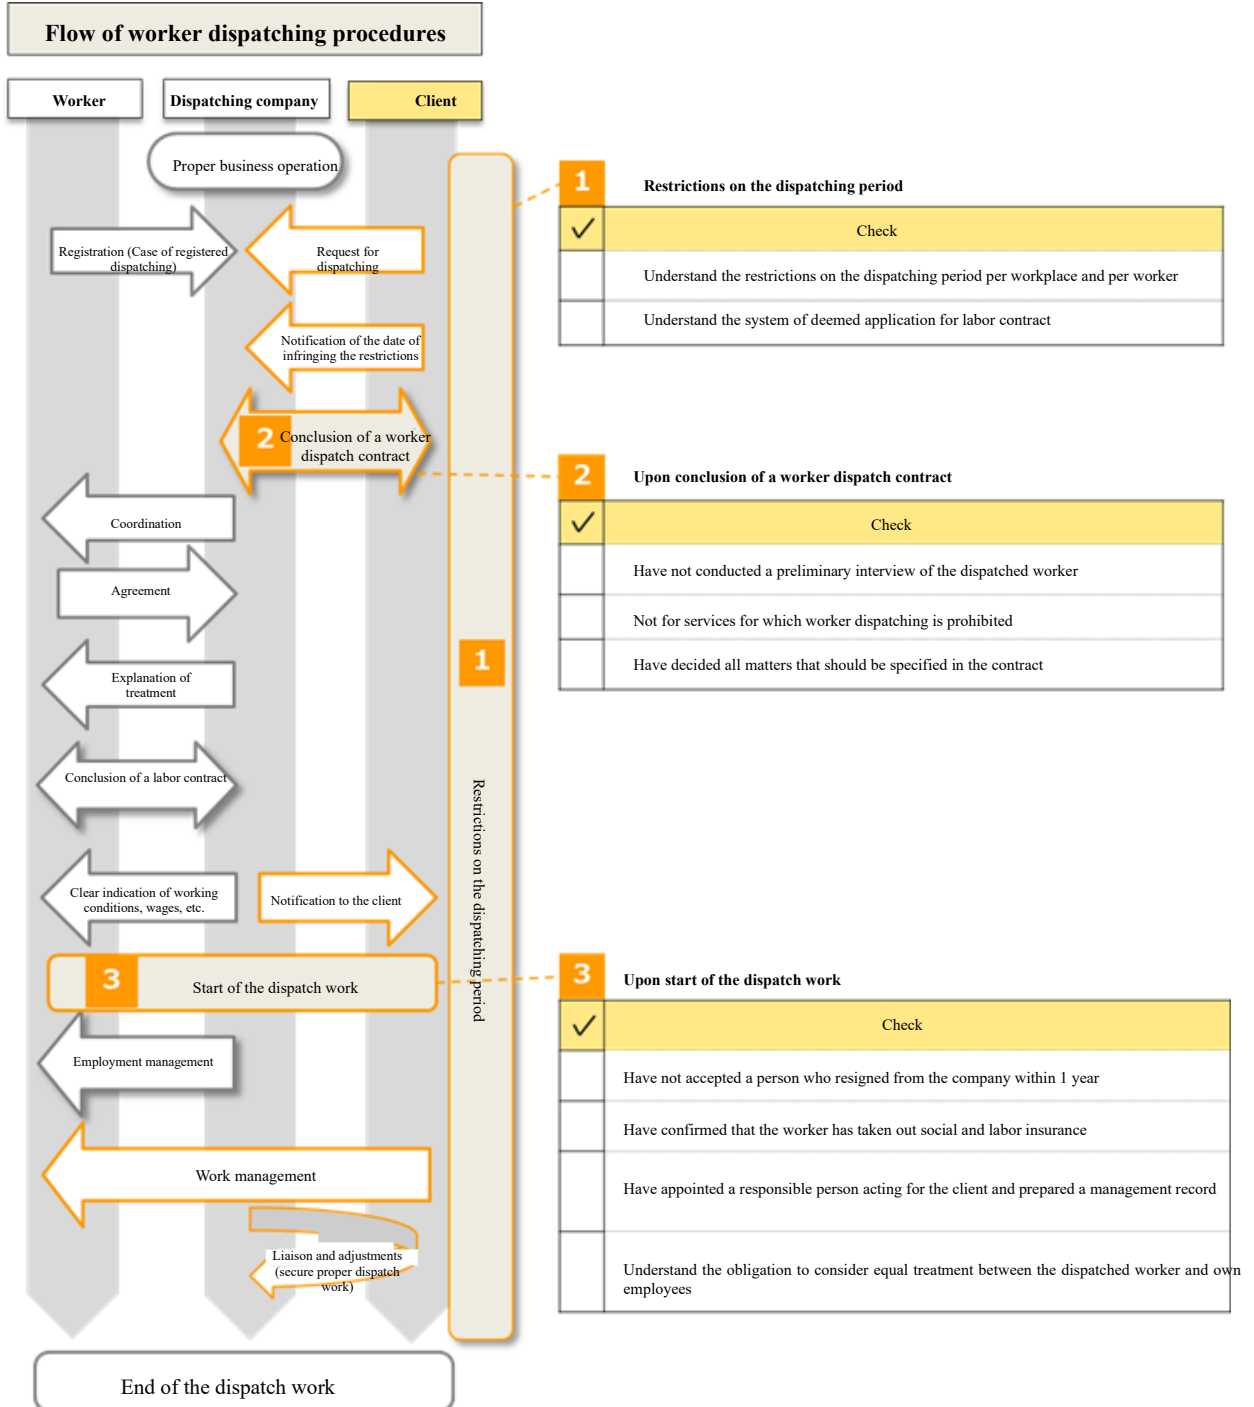 Flow of worker dispatching procedures
Worker
Dispatching company
Client
Proper business operation
Registration (Case of registered
dispatching)
Request for
dispatching
Notification of the date of
infringing the restrictions
2
Conclusion of a worker
dispatch contract
Coordination
Agreement
Explanation of
treatment
Conclusion of a labor contract
Clear indication of working
conditions, wages, etc.
Notification to the client
3
Start of the dispatch work
Employment management
Work management
Liaison and adjustments
(secure proper dispatch
work)
End of the dispatch work
1
Restrictions on the dispatching period
1
Restrictions on the dispatching period
✓
Check
Understand the restrictions on the dispatching period per workplace and per worker
Understand the system of deemed application for labor contract
2
Upon conclusion of a worker dispatch contract
✓
Check
Have not conducted a preliminary interview of the dispatched worker
Not for services for which worker dispatching is prohibited
Have decided all matters that should be specified in the contract
3
Upon start of the dispatch work
✓
Check
Have not accepted a person who resigned from the company within 1 year
Have confirmed that the worker has taken out social and labor insurance
Have appointed a responsible person acting for the client and prepared a management record
Understand the obligation to consider equal treatment between the dispatched worker and own
employees